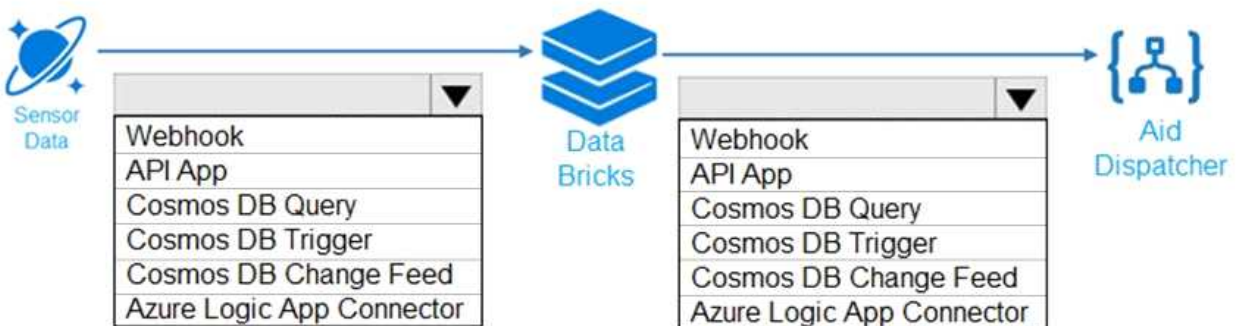 Sensor
Data
Webhook
API App
Cosmos DB Query
Cosmos DB Trigger
Cosmos DB Change Feed
Azure Logic App Connector
Data
Bricks
Webhook
API App
Cosmos DB Query
Cosmos DB Trigger
Cosmos DB Change Feed
Azure Logic App Connector
Aid
Dispatcher